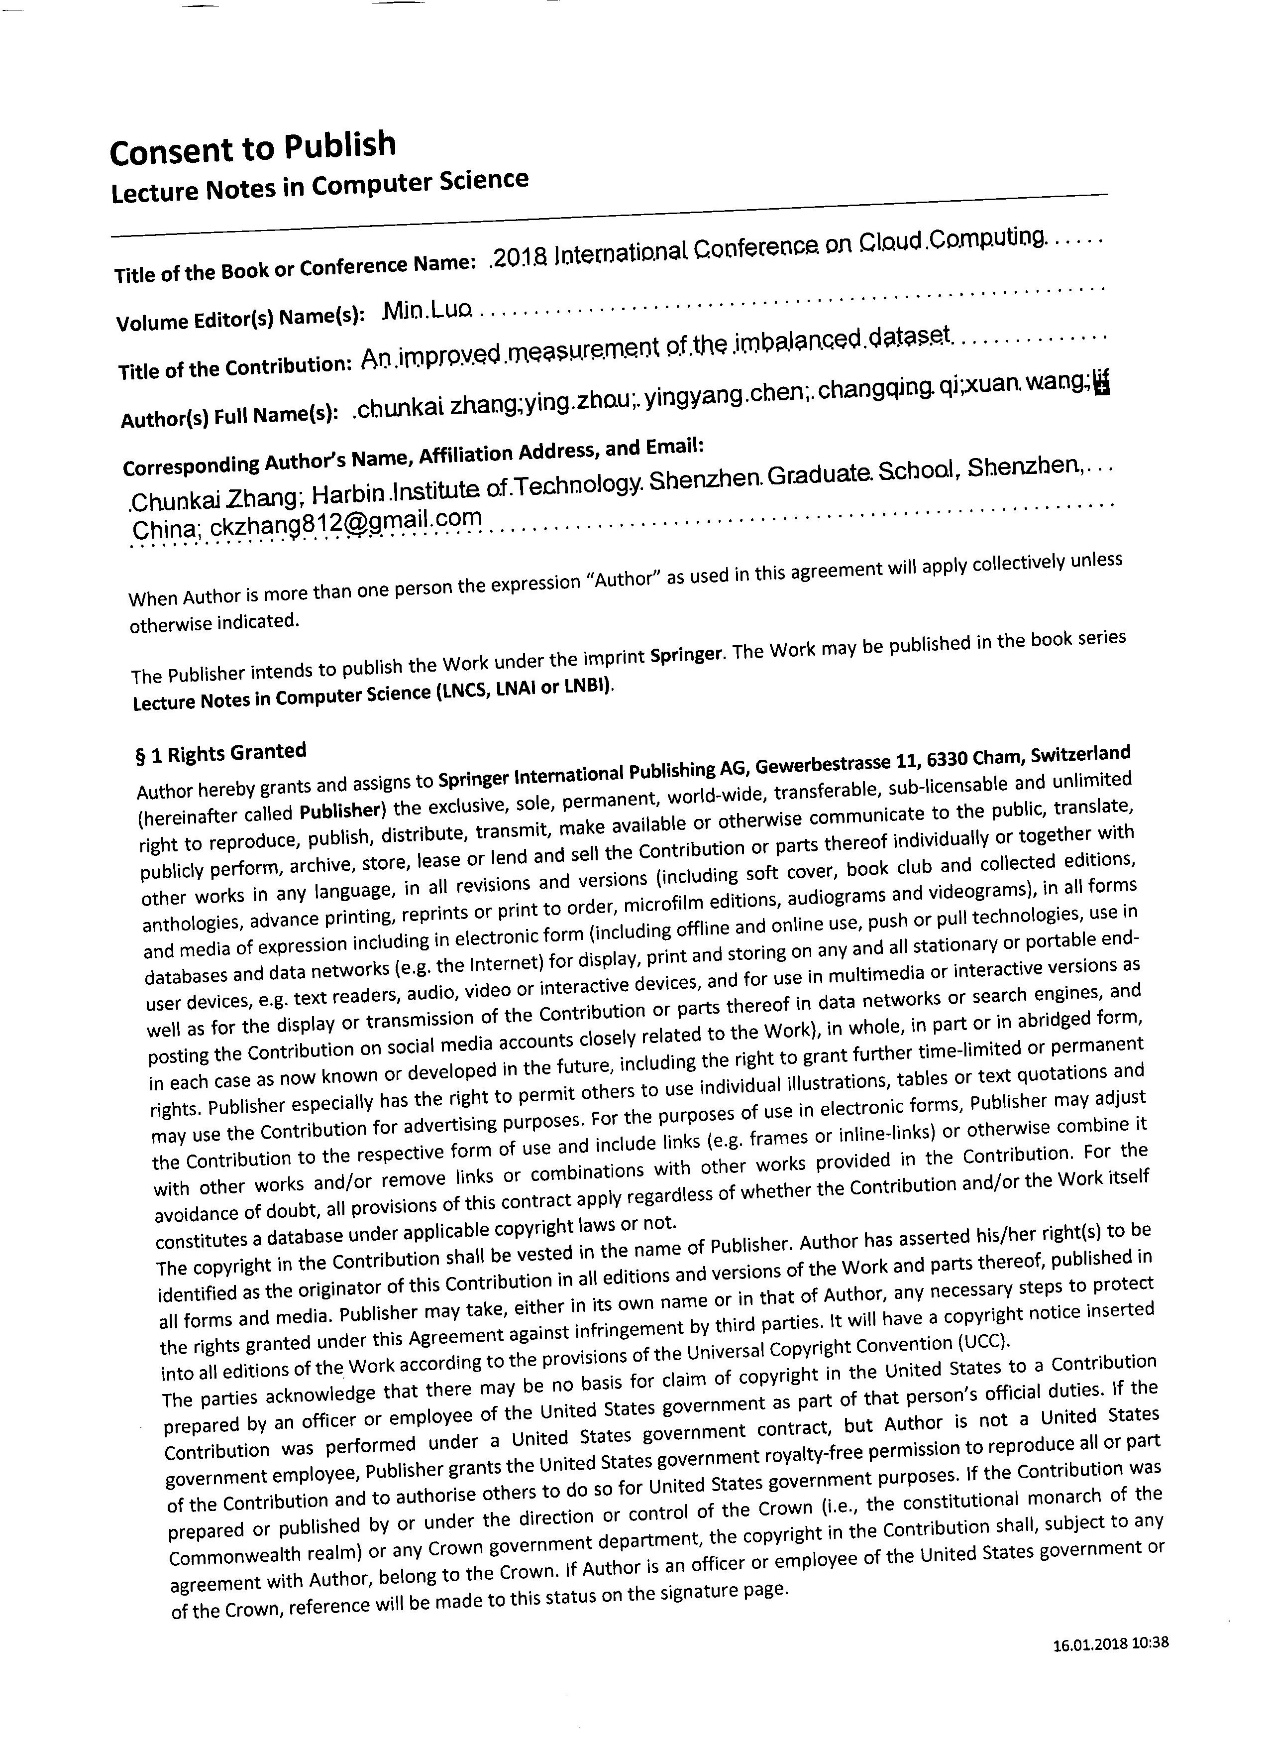 Consent to Publish
Lecture Notes in Computer Science
Title of the Book or Conference Name: .2018 International Conference on Cloud Computing......
Volume Editor(s) Name(s): Min Luo
Title of the Contribution: An improved measurement of the imbalanced dataset
Author(s) Full Name(s): .chunkai zhang;ying zhou; yingyang chen; changqing qi;xuan wang;
Corresponding Author's Name, Affiliation Address, and Email:
Chunkai Zhang; Harbin Institute of Technology Shenzhen Graduate School, Shenzhen,...
China; ckzhang812@gmail.com
When Author is more than one person the expression "Author" as used in this agreement will apply collectively unless
otherwise indicated.
The Publisher intends to publish the Work under the imprint Springer. The Work may be published in the book series
Lecture Notes in Computer Science (LNCS, LNAI or LNBI).
§ 1 Rights Granted
Author hereby grants and assigns to Springer International Publishing AG, Gewerbestrasse 11, 6330 Cham, Switzerland
(hereinafter called Publisher) the exclusive, sole, permanent, world-wide, transferable, sub-licensable and unlimited
right to reproduce, publish, distribute, transmit, make available or otherwise communicate to the public, translate,
publicly perform, archive, store, lease or lend and sell the Contribution or parts thereof individually or together with
other works in any language, in all revisions and versions (including soft cover, book club and collected editions,
anthologies, advance printing, reprints or print to order, microfilm editions, audiograms and videograms), in all forms
and media of expression including in electronic form (including offline and online use, push or pull technologies, use in
databases and data networks (e.g. the Internet) for display, print and storing on any and all stationary or portable end-
user devices, e.g. text readers, audio, video or interactive devices, and for use in multimedia or interactive versions as
well as for the display or transmission of the Contribution or parts thereof in data networks or search engines, and
posting the Contribution on social media accounts closely related to the Work), in whole, in part or in abridged form,
in each case as now known or developed in the future, including the right to grant further time-limited or permanent
rights. Publisher especially has the right to permit others to use individual illustrations, tables or text quotations and
may use the Contribution for advertising purposes. For the purposes of use in electronic forms, Publisher may adjust
the Contribution to the respective form of use and include links (e.g. frames or inline-links) or otherwise combine it
with other works and/or remove links or combinations with other works provided in the Contribution. For the
avoidance of doubt, all provisions of this contract apply regardless of whether the Contribution and/or the Work itself
constitutes a database under applicable copyright laws or not.
The copyright in the Contribution shall be vested in the name of Publisher. Author has asserted his/her right(s) to be
identified as the originator of this Contribution in all editions and versions of the Work and parts thereof, published in
all forms and media. Publisher may take, either in its own name or in that of Author, any necessary steps to protect
the rights granted under this Agreement against infringement by third parties. It will have a copyright notice inserted
into all editions of the Work according to the provisions of the Universal Copyright Convention (UCC).
The parties acknowledge that there may be no basis for claim of copyright in the United States to a Contribution
prepared by an officer or employee of the United States government as part of that person's official duties. If the
Contribution was performed under a United States government contract, but Author is not a United States
government employee, Publisher grants the United States government royalty-free permission to reproduce all or part
of the Contribution and to authorise others to do so for United States government purposes. If the Contribution was
prepared or published by or under the direction or control of the Crown (i.e., the constitutional monarch of the
Commonwealth realm) or any Crown government department, the copyright in the Contribution shall, subject to any
agreement with Author, belong to the Crown. If Author is an officer or employee of the United States government or
of the Crown, reference will be made to this status on the signature page.
16.01.2018 10:38